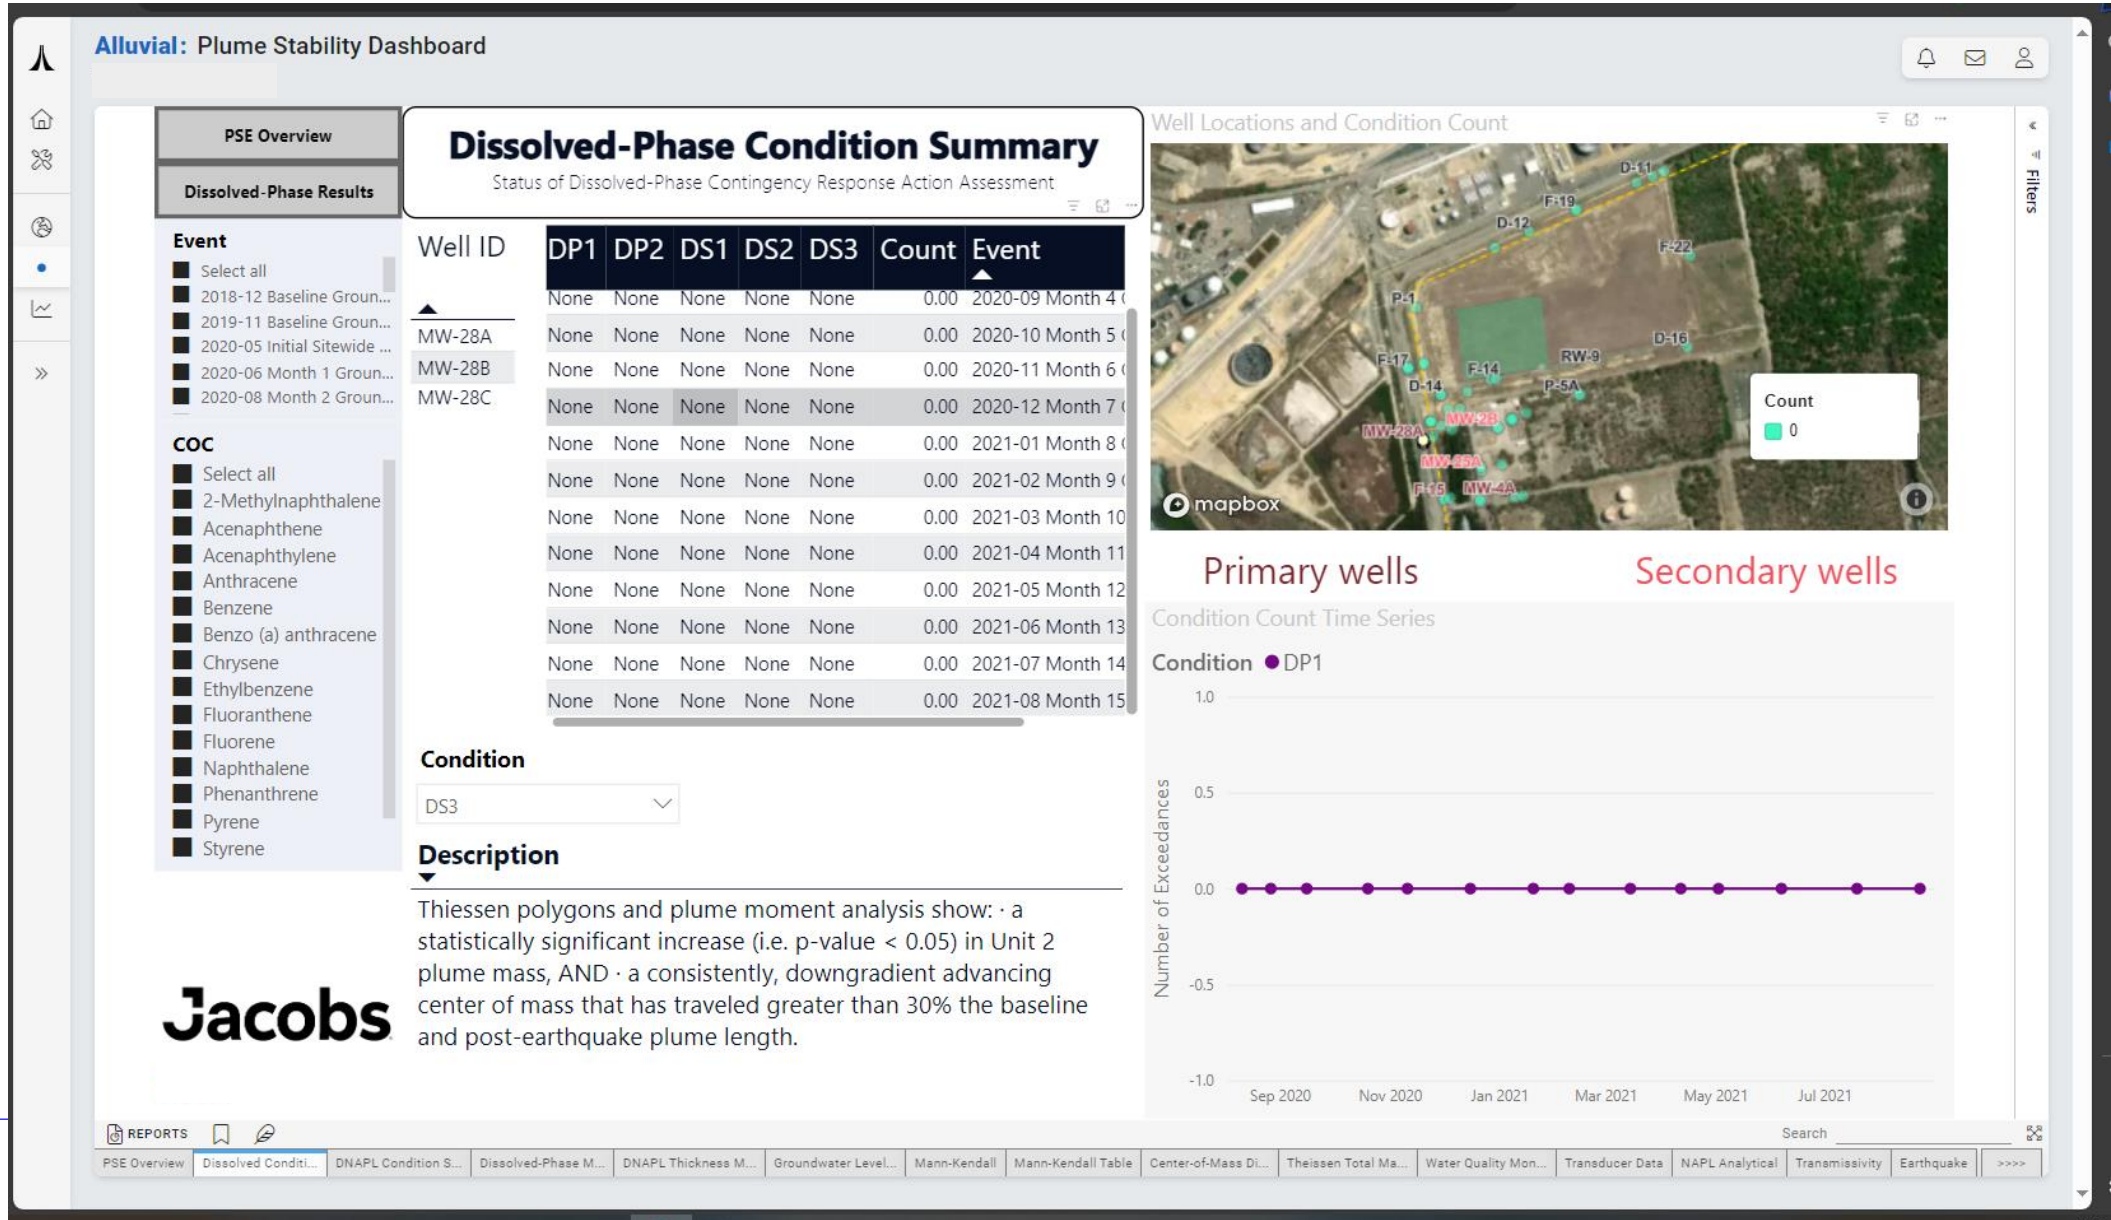 Alluvial: Plume Stability Dashboard
PSE Overview
Dissolved-Phase Results
Dissolved-Phase Condition Summary
Status of Dissolved-Phase Contingency Response Action Assessment
Event
Select all
2018-12 Baseline Groun...
2019-11 Baseline Groun...
2020-05 Initial Sitewide ...
2020-06 Month 1 Groun...
2020-08 Month 2 Groun...
COC
Select all
2-Methylnaphthalene
Acenaphthene
Acenaphthylene
Anthracene
Benzene
Benzo (a) anthracene
Chrysene
Ethylbenzene
Fluoranthene
Fluorene
Naphthalene
Phenanthrene
Pyrene
Styrene
Jacobs
Well ID
MW-28A
MW-28B
MW-28C
DP1 DP2 DS1 DS2 DS3 Count Event
None None None None None 0.00 2020-09 Month 4
None None None None None 0.00 2020-10 Month 5
None None None None None 0.00 2020-11 Month 6
None None None None None 0.00 2020-12 Month 7
None None None None None 0.00 2021-01 Month 8
None None None None None 0.00 2021-02 Month 9
None None None None None 0.00 2021-03 Month 10
None None None None None 0.00 2021-04 Month 11
None None None None None 0.00 2021-05 Month 12
None None None None None 0.00 2021-06 Month 13
None None None None None 0.00 2021-07 Month 14
None None None None None 0.00 2021-08 Month 15
Condition
DS3
Description
Thiessen polygons and plume moment analysis show: · a
statistically significant increase (i.e. p-value < 0.05) in Unit 2
plume mass, AND · a consistently, downgradient advancing
center of mass that has traveled greater than 30% the baseline
and post-earthquake plume length.
Well Locations and Condition Count
D-11
F-19
D-12
F-22
P-1
D-16
RW-9
F-17
F-14
D-14
P-5A
MW-2B
MW-28A
MW-25A
F-15
MW-4A
Count
0
mapbox
Primary wells
Secondary wells
Condition Count Time Series
Condition DP1
Number of Exceedances
1.0
0.5
0.0
-0.5
-1.0
Sep 2020 Nov 2020 Jan 2021 Mar 2021 May 2021 Jul 2021
Filters
REPORTS
Search
PSE Overview
Dissolved Conditi...
DNAPL Condition S...
Dissolved-Phase M...
DNAPL Thickness M...
Groundwater Level...
Mann-Kendall
Mann-Kendall Table
Center-of-Mass Di...
Theissen Total Ma...
Water Quality Mon...
Transducer Data
NAPL Analytical
Transmissivity
Earthquake
>>>>